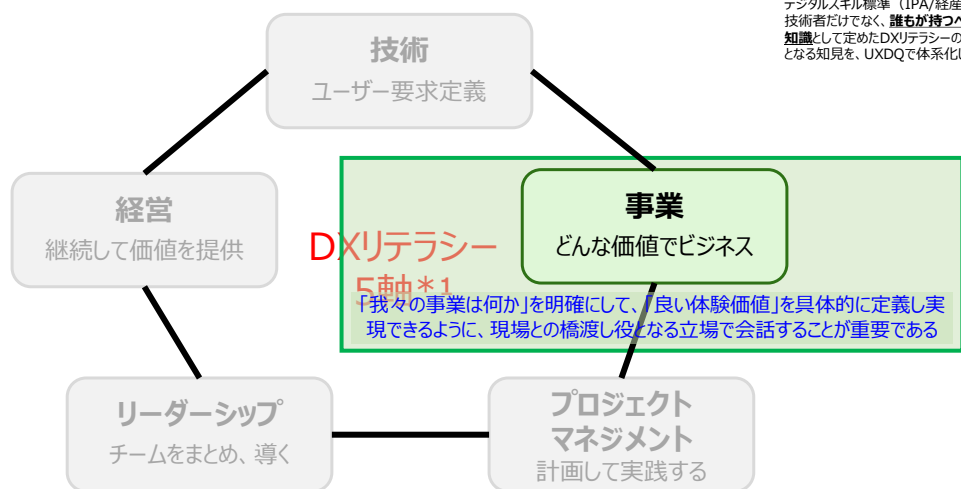 デジタルスキル標準（IPA/経産
技術者だけでなく、誰もが持つべ
知識として定めたDXリテラシーの
となる知見を、UXDQで体系化し
技術
ユーザー要求定義
経営
継続して価値を提供
DXリテラシー
5軸*1
事業
どんな価値でビジネス
「我々の事業は何か」を明確にして、「良い体験価値」を具体的に定義し実
現できるように、現場との橋渡し役となる立場で会話することが重要である
リーダーシップ
チームをまとめ、導く
プロジェクト
マネジメント
計画して実践する